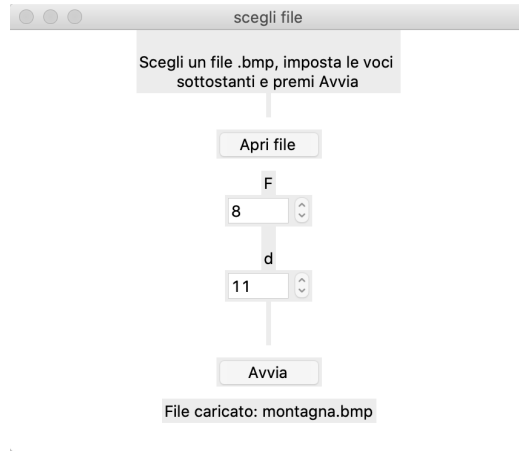 scegli file
Scegli un file .bmp, imposta le voci
sottostanti e premi Avvia
Apri file
F
8
d
11
Avvia
File caricato: montagna.bmp